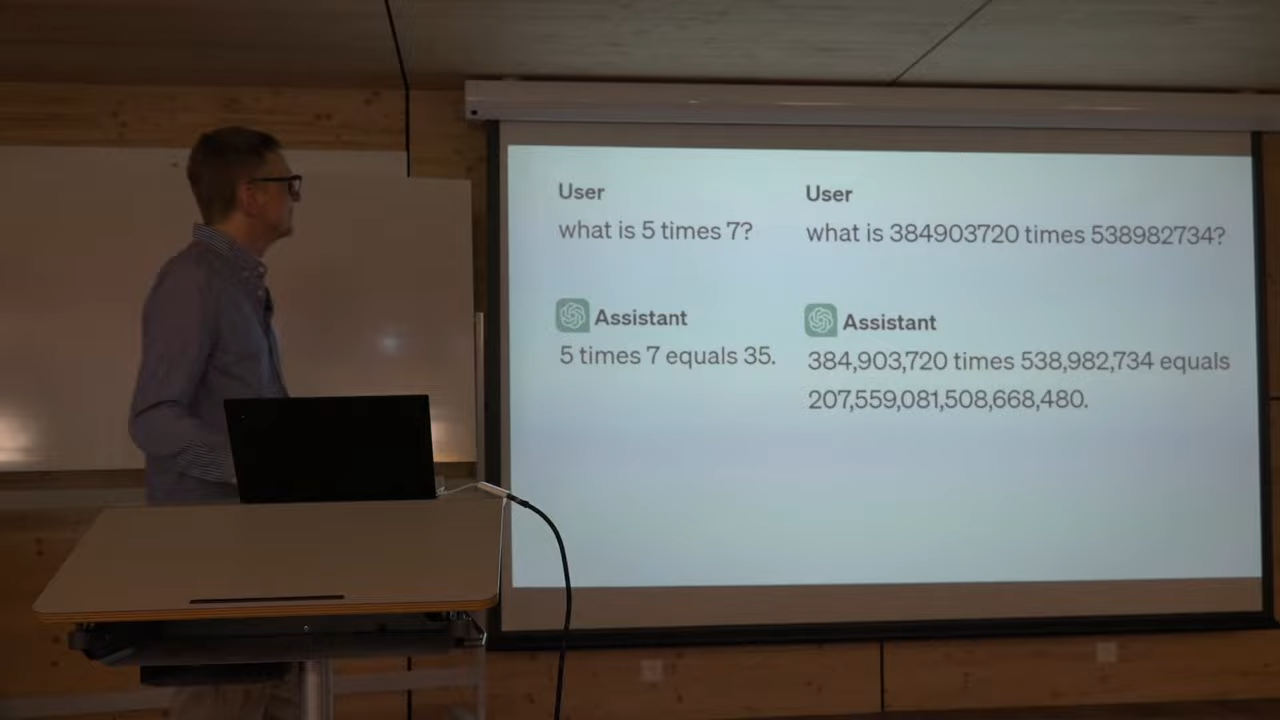 User
what is 5 times 7?
Assistant
5 times 7 equals 35.
User
what is 384903720 times 538982734?
Assistant
384,903,720 times 538,982,734 equals
207,559,081,508,668,480.